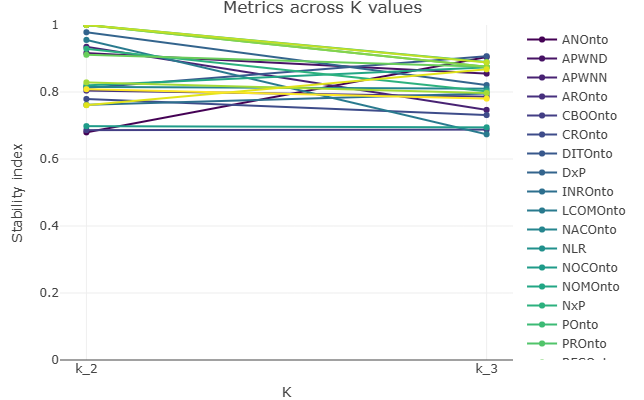 Metrics across K values
1
0.8
0.6
0.4
0.2
0
Stability index
k_2
k_3
K
ANOnto
APWND
APWNN
AROnto
CBOOnto
CROnto
DITOnto
DxP
INROnto
LCOMOnto
NACOnto
NLR
NOCOnto
NOMOnto
NxP
POnto
PROnto